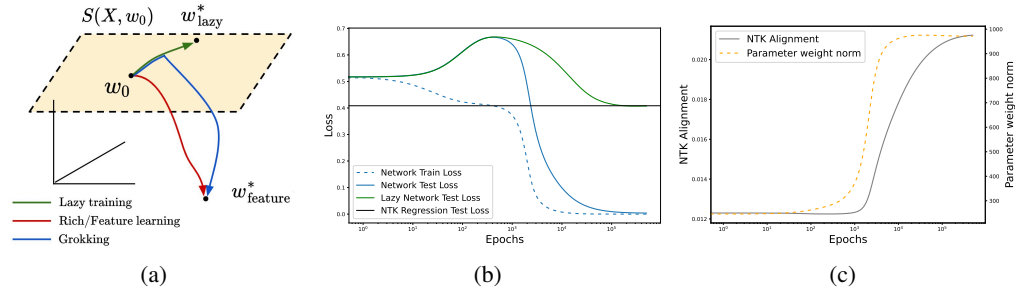 S(X, w₀)
w*lazy
w₀
w*feature
Lazy training
Rich/Feature learning
Grokking
(a)
0.7
0.6
0.5
0.4
0.3
0.2
0.1
0.0
Loss
Network Train Loss
Network Test Loss
Lazy Network Test Loss
NTK Regression Test Loss
10⁰
10¹
10²
10³
10⁴
10⁵
Epochs
(b)
NTK Alignment
Parameter weight norm
0.020
0.018
0.016
0.014
0.012
NTK Alignment
1000
900
800
700
600
500
400
300
Parameter weight norm
10⁰
10¹
10²
10³
10⁴
10⁵
Epochs
(c)